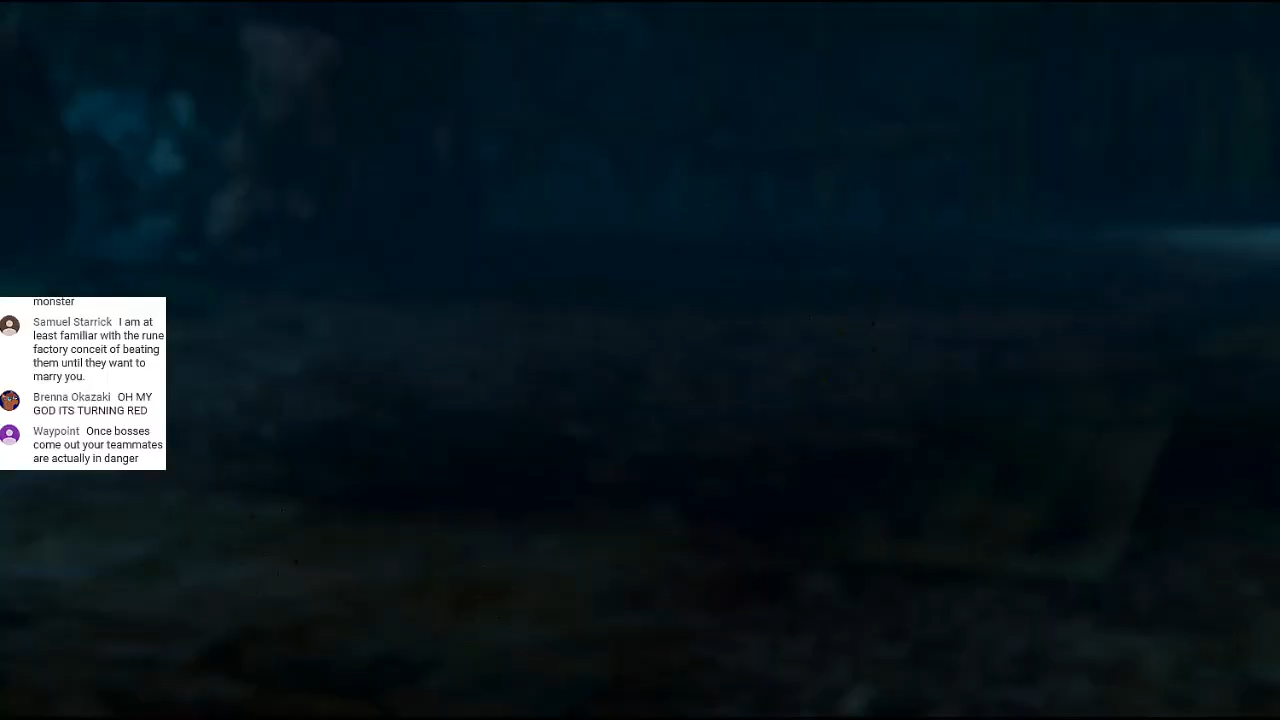 monster
Samuel Starrick I am at
least familiar with the rune
factory conceit of beating
them until they want to
marry you.
Brenna Okazaki OH MY
GOD ITS TURNING RED
Waypoint Once bosses
come out your teammates
are actually in danger